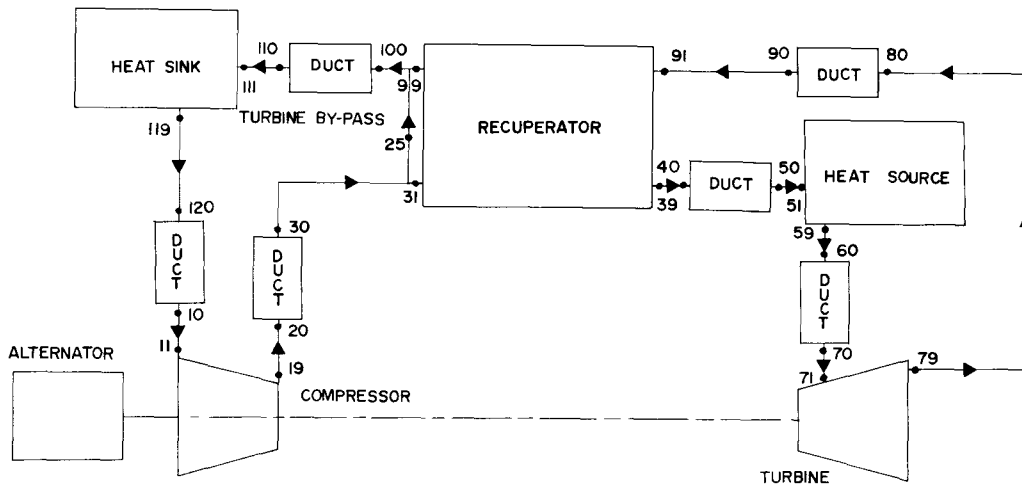 HEAT SINK
111
110
DUCT
100
99
TURBINE BY-PASS
25
31
RECUPERATOR
91
90
DUCT
80
40
39
DUCT
50
51
HEAT SOURCE
59
60
DUCT
70
71
79
TURBINE
119
120
DUCT
10
11
30
DUCT
20
19
COMPRESSOR
ALTERNATOR